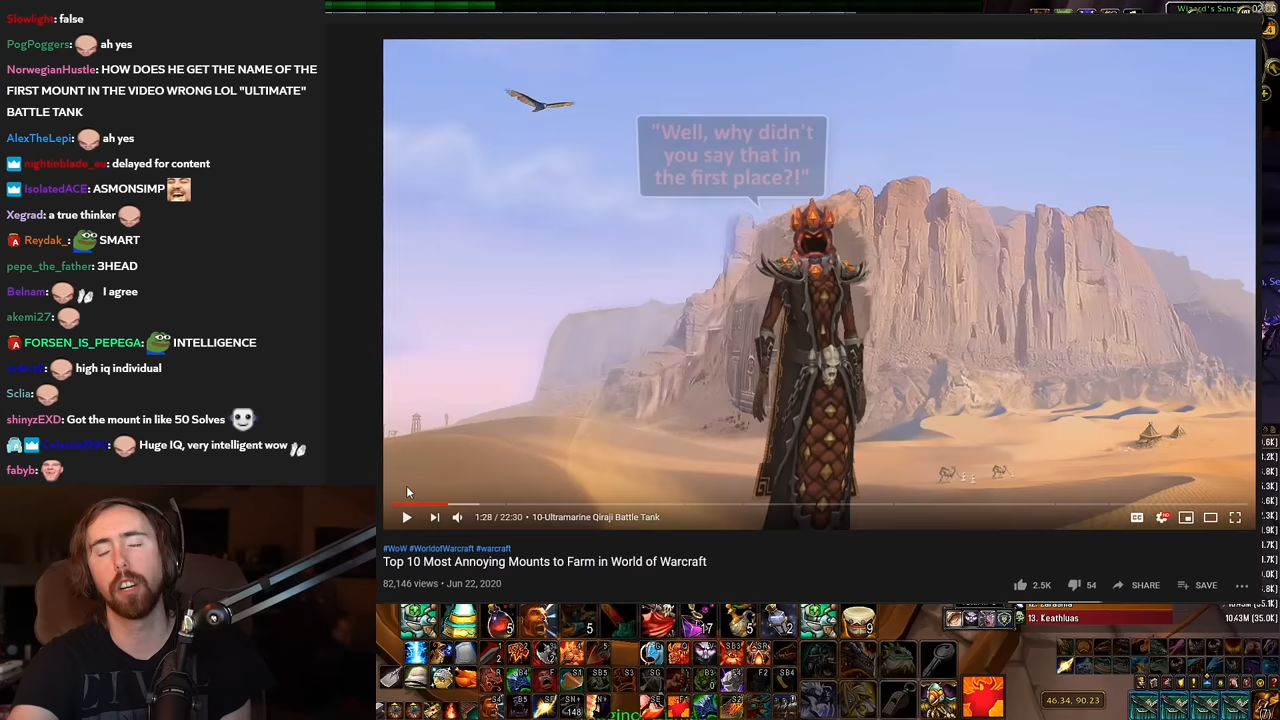 Slowlight: false
PogPoggers: ah yes
NorwegianHustle: HOW DOES HE GET THE NAME OF THE
FIRST MOUNT IN THE VIDEO WRONG LOL "ULTIMATE"
BATTLE TANK
AlexTheLepi: ah yes
nightinblade_eu: delayed for content
IsolatedACE: ASMONSIMP
Xegrad: a true thinker
Reydak_: SMART
pepe_the_father: 3HEAD
Belnam: I agree
akemi27:
FORSEN_IS_PEPEGA: INTELLIGENCE
high iq individual
Sclia:
shinyzEXD: Got the mount in like 50 Solves
Huge IQ, very intelligent wow
fabyb:
"Well, why didn't
you say that in
the first place?!"
1:28 / 22:30 • 10-Ultramarine Qiraji Battle Tank
#WoW #WorldofWarcraft #warcraft
Top 10 Most Annoying Mounts to Farm in World of Warcraft
82,146 views • Jun 22, 2020
2.5K
54
SHARE
SAVE
13. Keathluas
1043M (35.0K)
46.34, 90.23